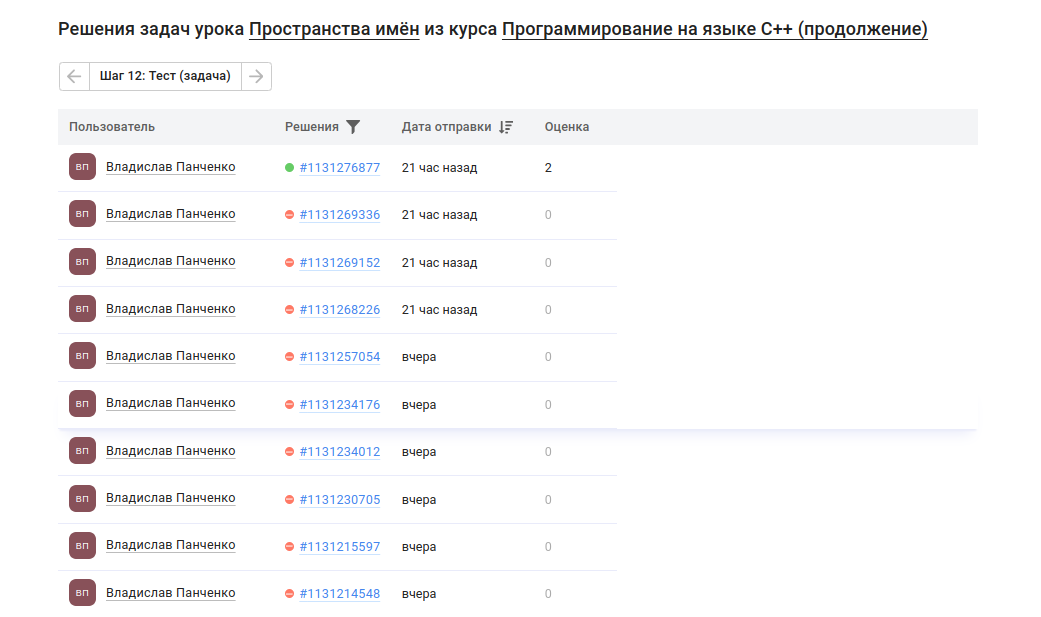 Решения задач урока Пространства имён из курса Программирование на языке C++ (продолжение)
Шаг 12: Тест (задача)
Пользователь Решения Дата отправки Оценка
ВП Владислав Панченко #1131276877 21 час назад 2
ВП Владислав Панченко #1131269336 21 час назад 0
ВП Владислав Панченко #1131269152 21 час назад 0
ВП Владислав Панченко #1131268226 21 час назад 0
ВП Владислав Панченко #1131257054 вчера 0
ВП Владислав Панченко #1131234176 вчера 0
ВП Владислав Панченко #1131234012 вчера 0
ВП Владислав Панченко #1131230705 вчера 0
ВП Владислав Панченко #1131215597 вчера 0
ВП Владислав Панченко #1131214548 вчера 0